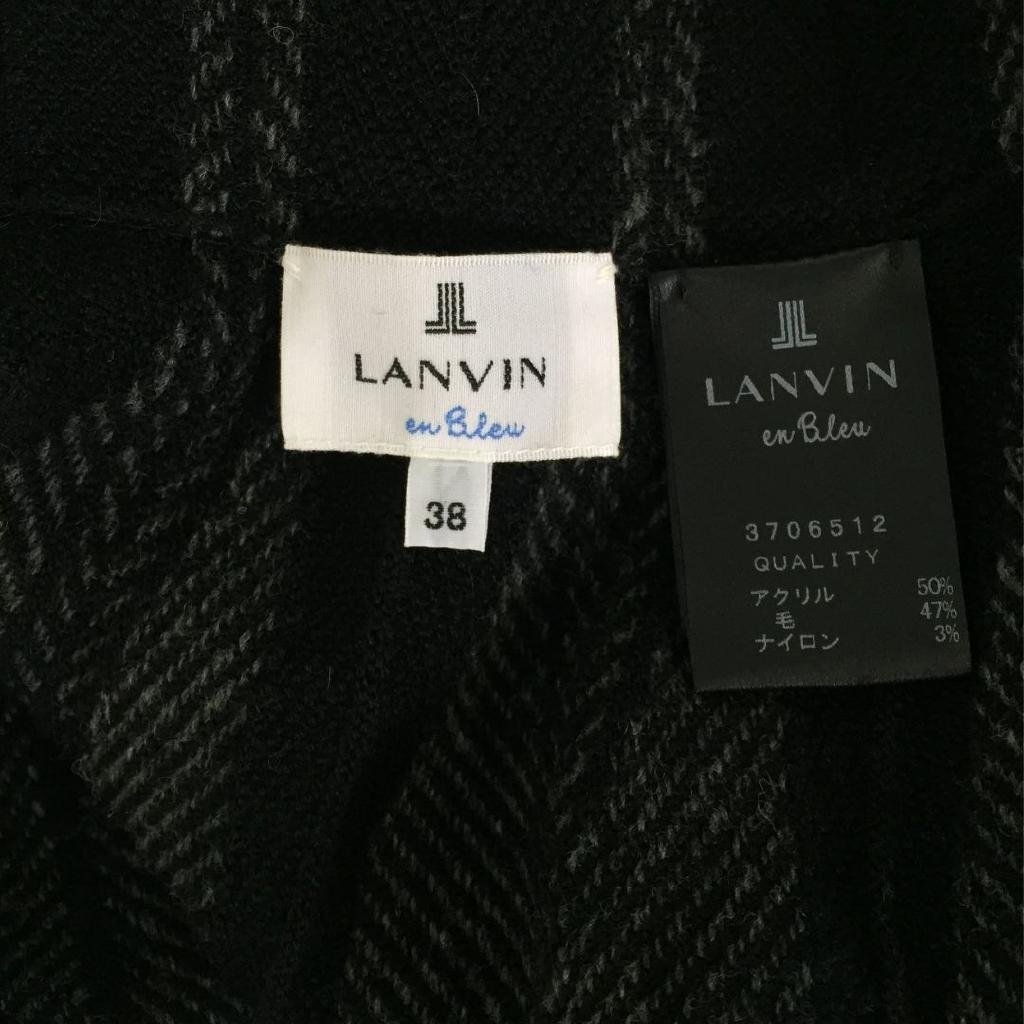 LANVIN
en Bleu
38
LANVIN
en Bleu
3706512
QUALITY
アクリル 50%
毛 47%
ナイロン 3%